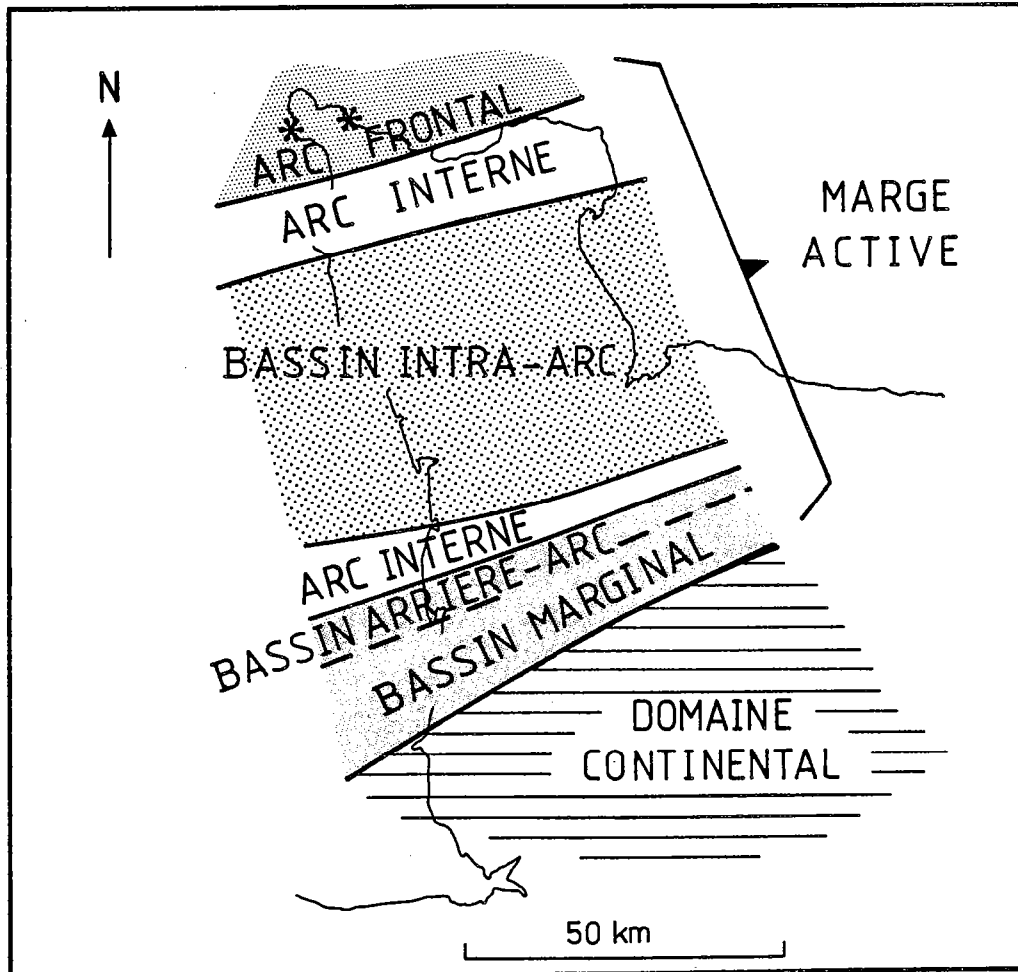 N
ARC FRONTAL
ARC INTERNE
MARGE
ACTIVE
BASSIN INTRA-ARC
ARC INTERNE
BASSIN ARRIERE-ARC
BASSIN MARGINAL
DOMAINE
CONTINENTAL
50 km